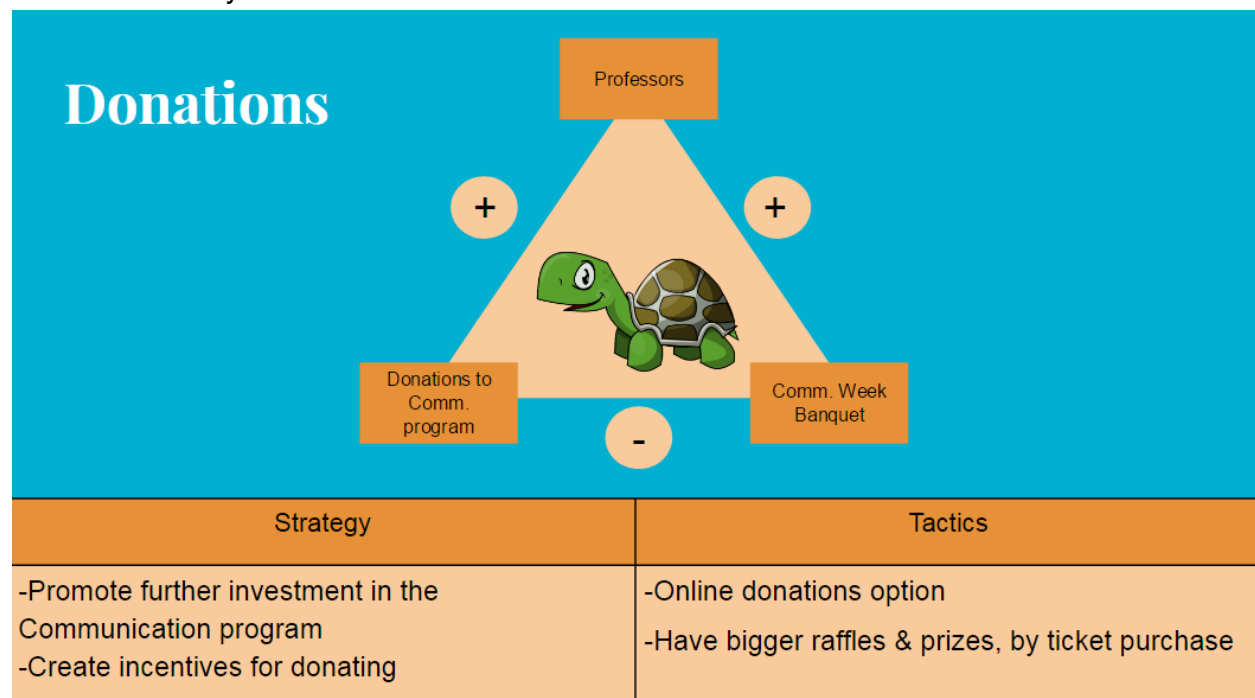 Donations
Professors
+
+
Donations to
Comm.
program
Comm. Week
Banquet
-
Strategy
Tactics
-Promote further investment in the
Communication program
-Create incentives for donating
-Online donations option
-Have bigger raffles & prizes, by ticket purchase